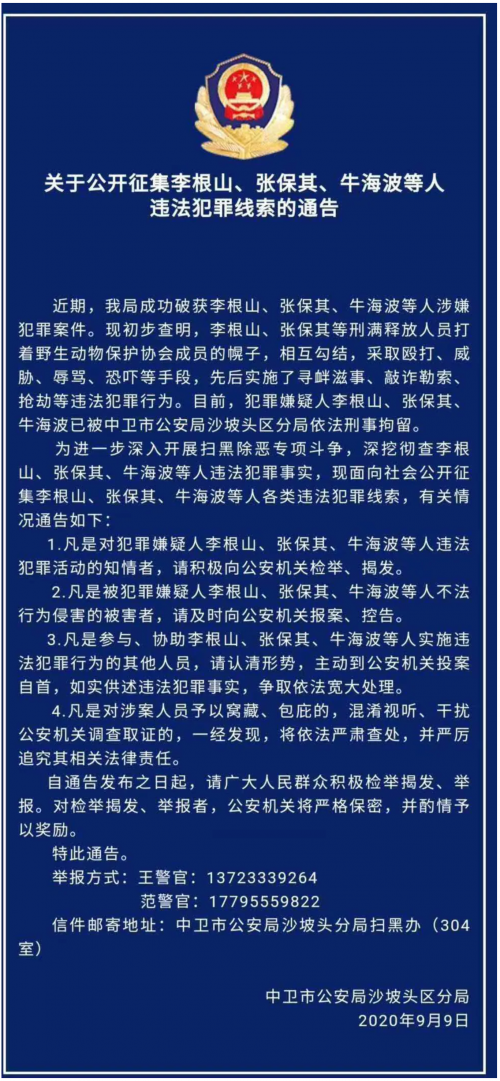 关于公开征集李根山、张保其、牛海波等人
违法犯罪线索的通告
近期，我局成功破获李根山、张保其、牛海波等人涉嫌
犯罪案件。现初步查明，李根山、张保其等刑满释放人员打
着野生动物保护协会成员的幌子，相互勾结，采取殴打、威
胁、辱骂、恐吓等手段，先后实施了寻衅滋事、敲诈勒索、
抢劫等违法犯罪行为。目前，犯罪嫌疑人李根山、张保其、
牛海波已被中卫市公安局沙坡头区分局依法刑事拘留。
为进一步深入开展扫黑除恶专项斗争，深挖彻查李根
山、张保其、牛海波等人违法犯罪事实，现面向社会公开征
集李根山、张保其、牛海波等人各类违法犯罪线索，有关情
况通告如下：
1.凡是对犯罪嫌疑人李根山、张保其、牛海波等人违法
犯罪活动的知情者，请积极向公安机关检举、揭发。
2.凡是被犯罪嫌疑人李根山、张保其、牛海波等人不法
行为侵害的被害者，请及时向公安机关报案、控告。
3.凡是参与、协助李根山、张保其、牛海波等人实施违
法犯罪行为的其他人员，请认清形势，主动到公安机关投案
自首，如实供述违法犯罪事实，争取依法宽大处理。
4.凡是对涉案人员予以窝藏、包庇的，混淆视听、干扰
公安机关调查取证的，一经发现，将依法严肃查处，并严厉
追究其相关法律责任。
自通告发布之日起，请广大人民群众积极检举揭发、举
报。对检举揭发、举报者，公安机关将严格保密，并酌情予
以奖励。
特此通告。
举报方式：王警官：13723339264
范警官：17795559822
信件邮寄地址：中卫市公安局沙坡头分局扫黑办（304
室）
中卫市公安局沙坡头区分局
2020年9月9日